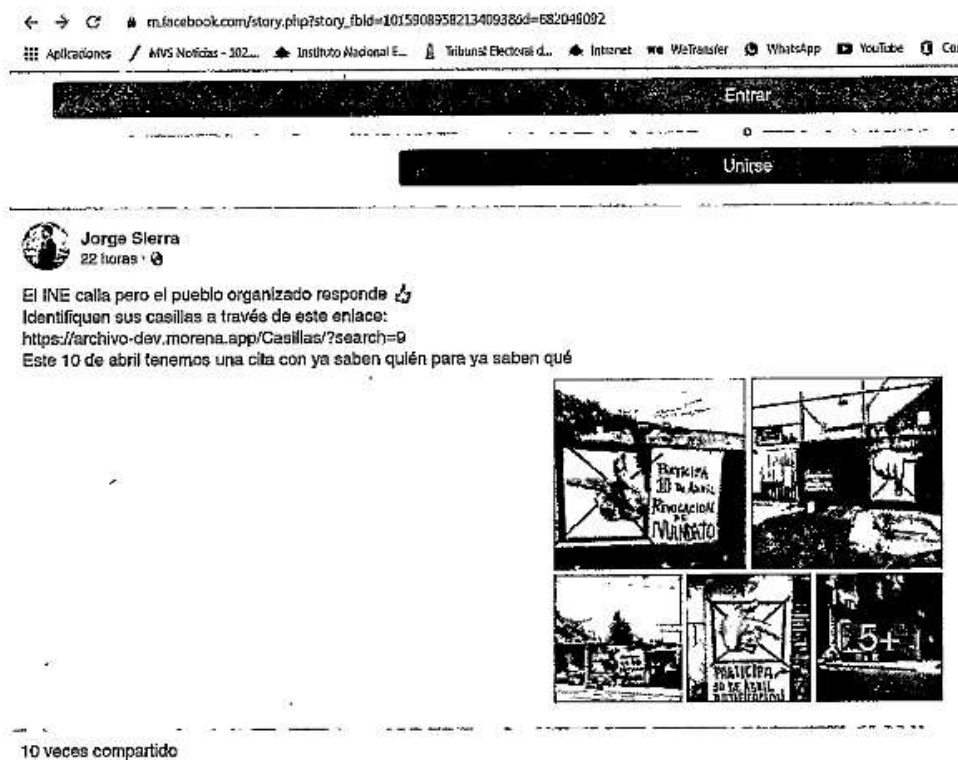 m.facebook.com/story.php?story_fbid=10159089582134093&id=682049092
Aplicaciones MVS Noticias - 102... Instituto Nacional E... Tribunal Electoral d... Intranet we WeTransfer WhatsApp YouTube Co
Entrar
o
Unirse
Jorge Sierra
22 horas ·
El INE calla pero el pueblo organizado responde
Identifiquen sus casillas a través de este enlace:
https://archivo-dev.morena.app/Casillas/?search=9
Este 10 de abril tenemos una cita con ya saben quién para ya saben qué
PARTICIPA
10 DE ABRIL
REVOCACION
DE
MANDATO
PARTICIPA
10 DE ABRIL
5+
10 veces compartido